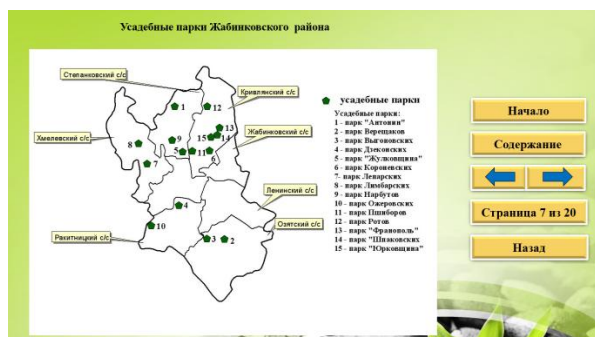 Усадебные парки Жабинковского района
Степанковский с/с
Кривлянский с/с
Жабинковский с/с
Хмелевский с/с
Ленинский с/с
Озятский с/с
Ракитницкий с/с
1
12
13
15
14
8
9
5
11
6
7
4
10
3
2
усадебные парки
Усадебные парки:
1 - парк "Антонин"
2 - парк Верещаков
3 - парк Выгоновских
4 - парк Дзековских
5 - парк "Жулковщина"
6 - парк Короневских
7- парк Лепарских
8 - парк Лимбарских
9 - парк Нарбутов
10 - парк Ожеровских
11 - парк Пшиборов
12 - парк Ротов
13 - парк "Франополь"
14 - парк "Шпаковских
15 - парк "Юрковщина"
Начало
Содержание
Страница 7 из 20
Назад